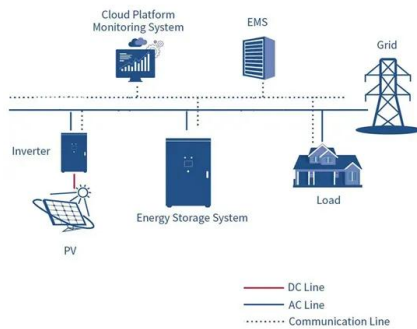 Cloud Platform
Monitoring System
EMS
Grid
Inverter
Energy Storage System
Load
PV
DC Line
AC Line
Communication Line